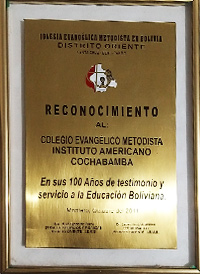 IGLESIA EVANGÉLICA METODISTA EN BOLIVIA
DISTRITO ORIENTE
RECONOCIMIENTO
AL:
COLEGIO EVANGELICO METODISTA
INSTITUTO AMERICANO
COCHABAMBA
En sus 100 Años de testimonio y
servicio a la Educación Boliviana.